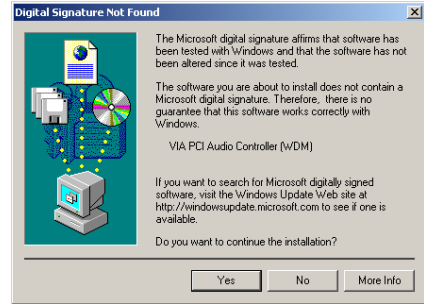 Digital Signature Not Found
The Microsoft digital signature affirms that software has
been tested with Windows and that the software has not
been altered since it was tested.
The software you are about to install does not contain a
Microsoft digital signature. Therefore, there is no
guarantee that this software works correctly with
Windows.
VIA PCI Audio Controller (WDM)
If you want to search for Microsoft digitally signed
software, visit the Windows Update Web site at
http://windowsupdate.microsoft.com to see if one is
available.
Do you want to continue the installation?
Yes No More Info